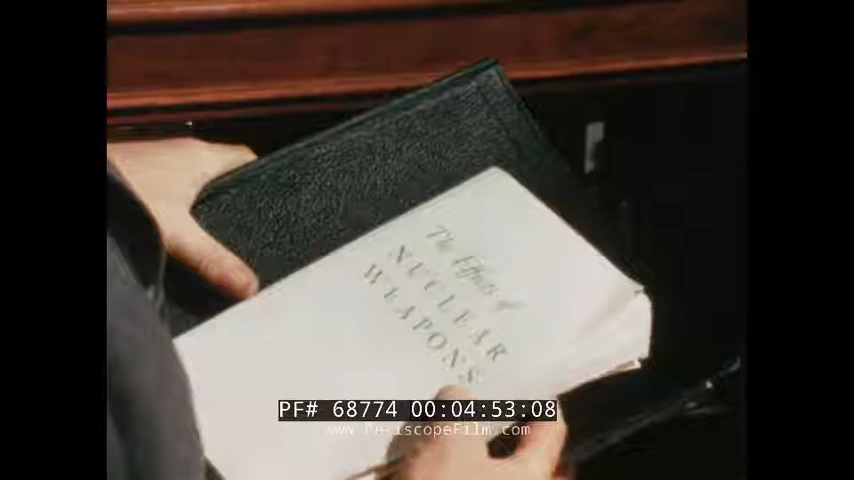 The Effects of
NUCLEAR
WEAPONS
PF# 68774 00:04:53:08
www.PeriscopeFilm.com